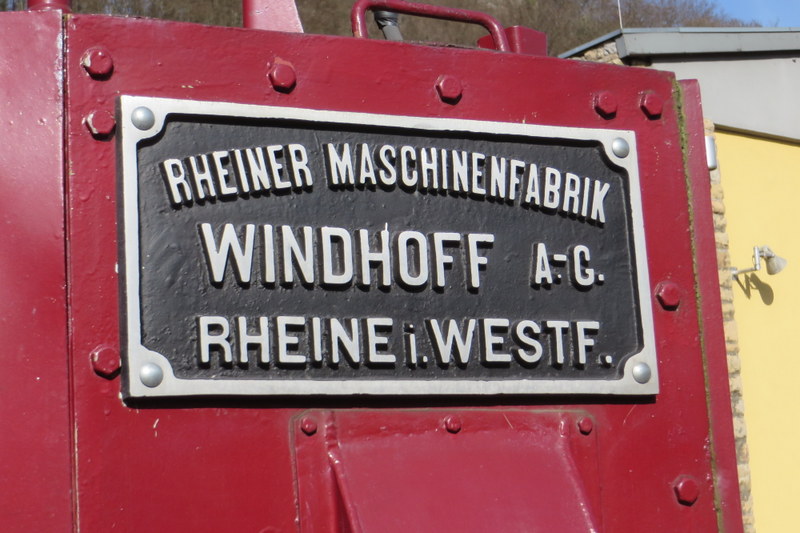 RHEINER MASCHINENFABRIK
WINDHOFF A.-G.
RHEINE i. WESTF.